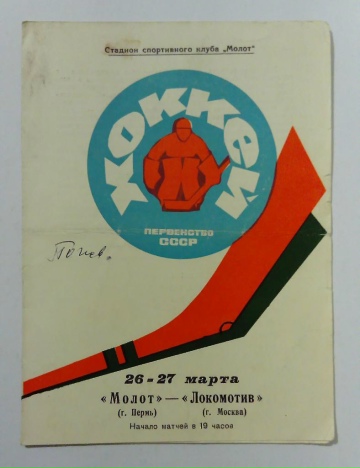 Стадион спортивного клуба „Молот"
ХОККЕЙ
ПЕРВЕНСТВО
СССР
26-27 марта
«Молот» — «Локомотив»
(г. Пермь) (г. Москва)
Начало матчей в 19 часов